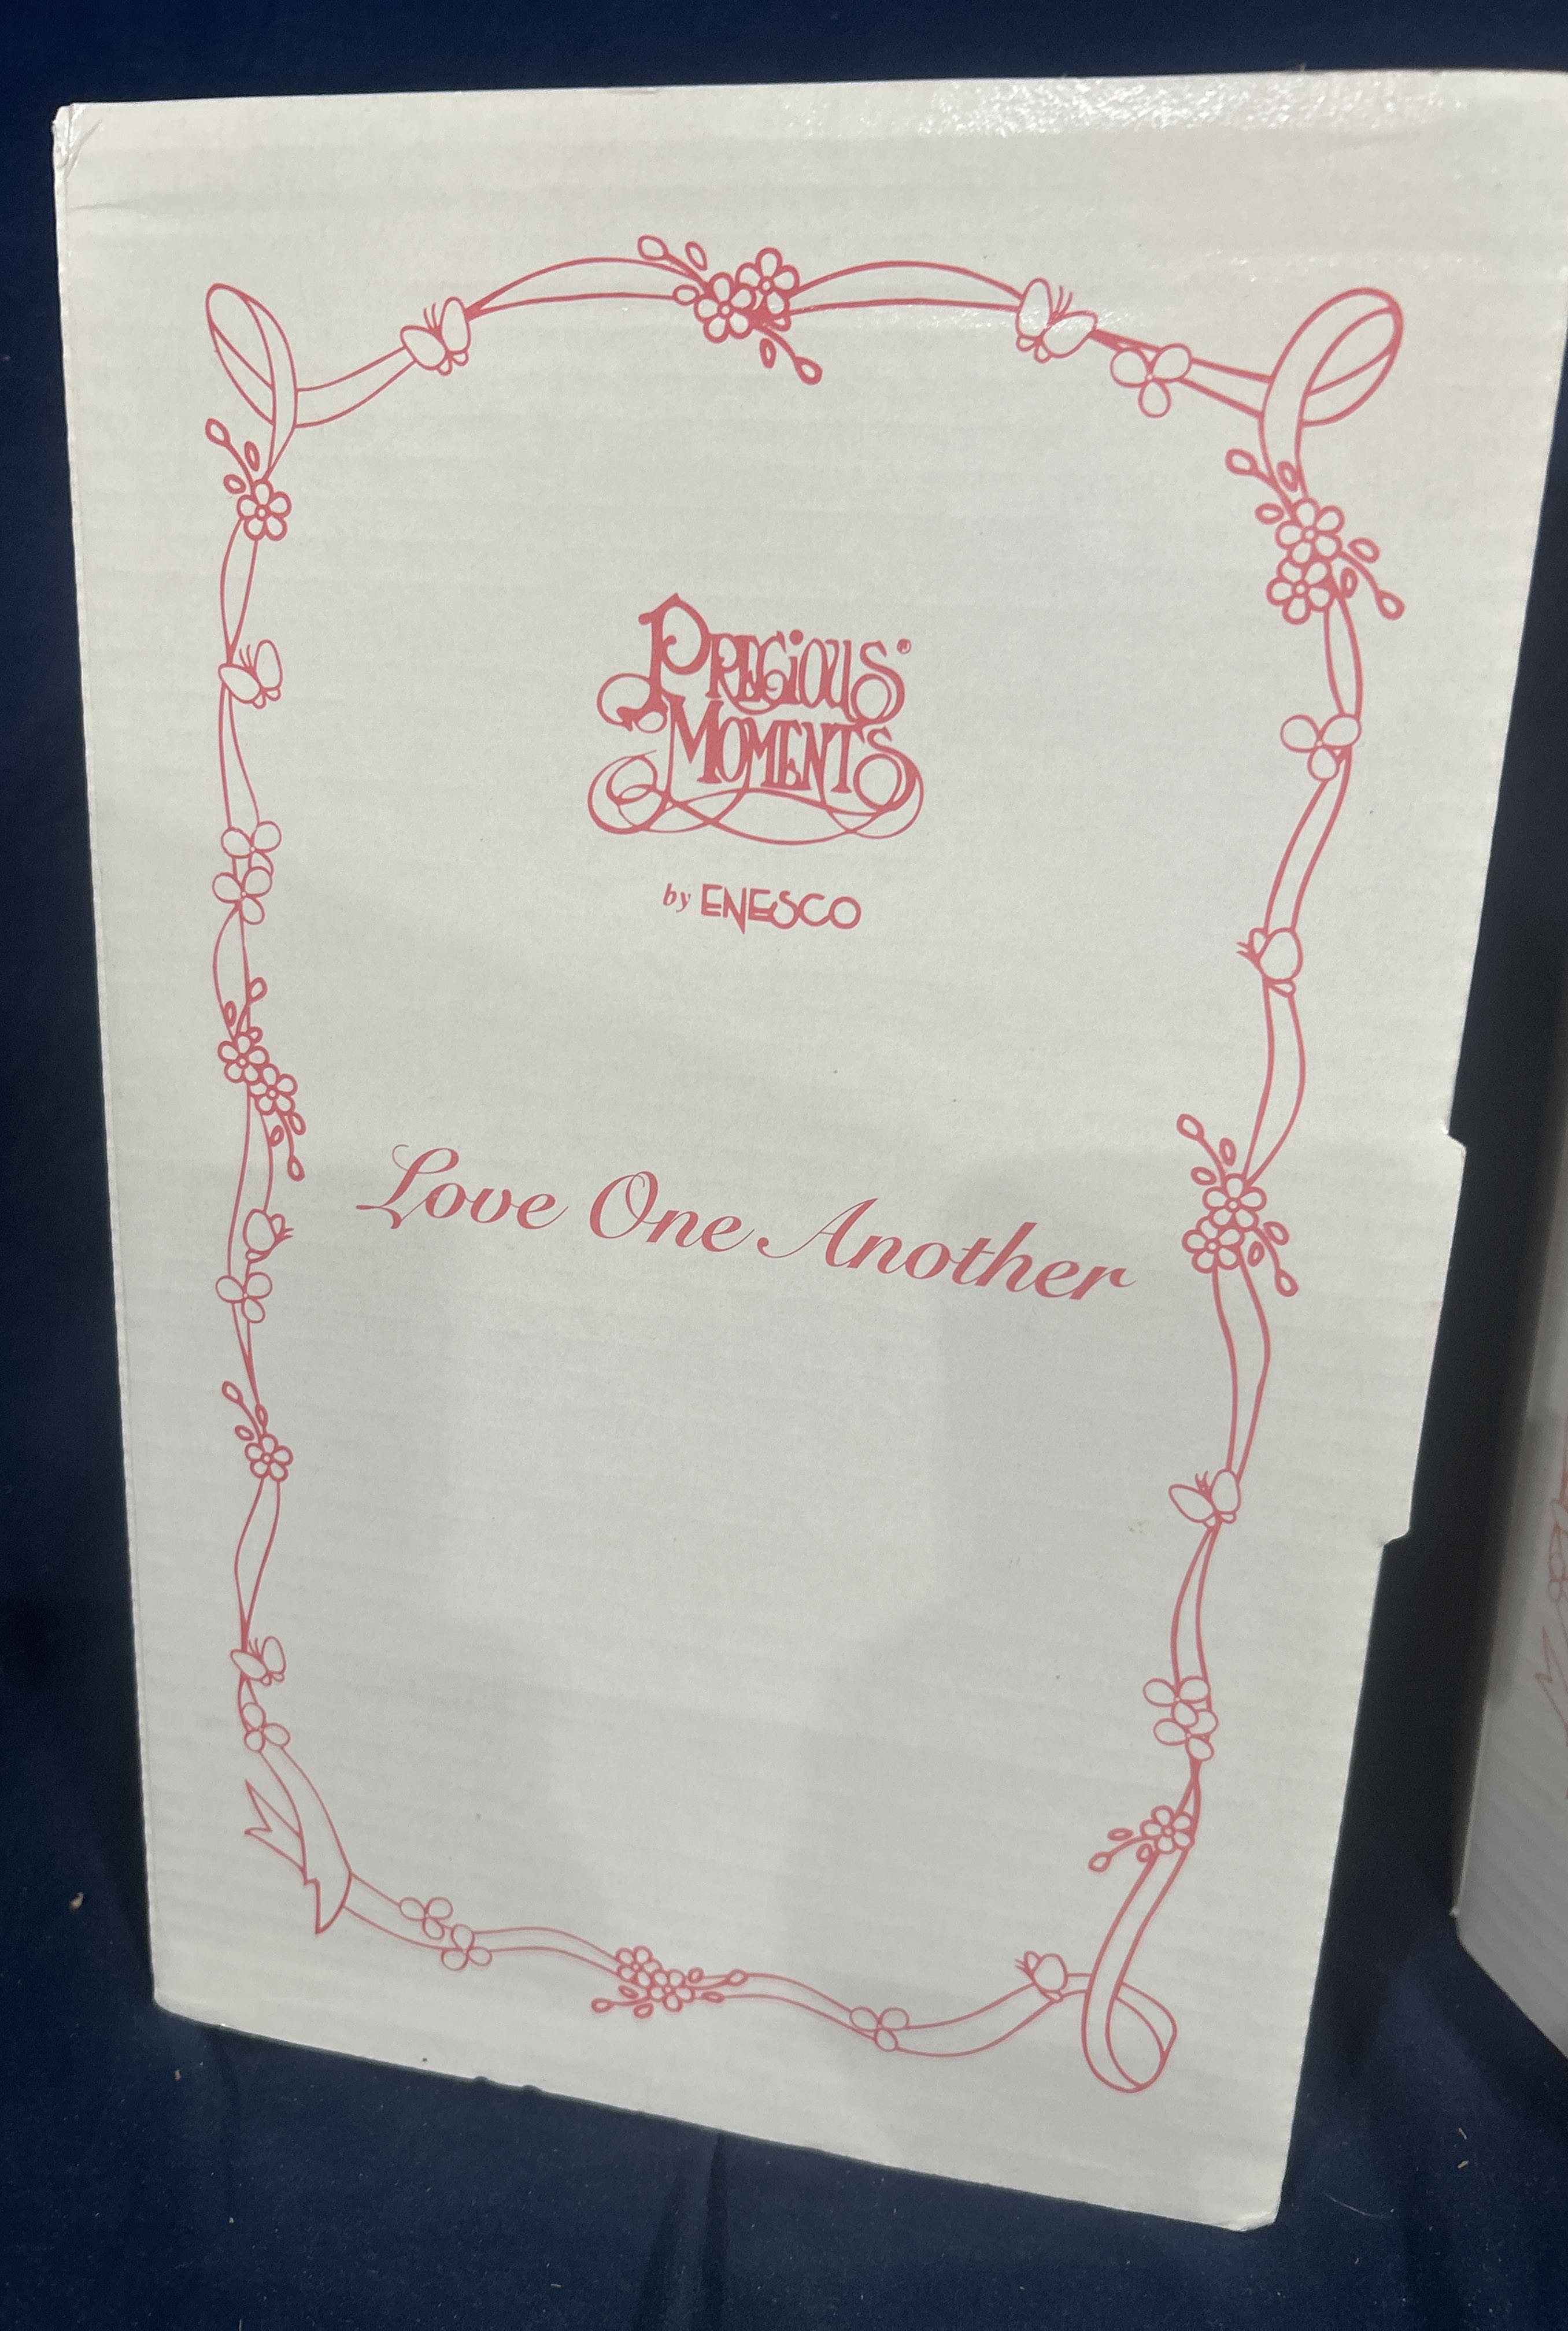 PRECIOUS®
MOMENTS
by ENESCO
Love One Another